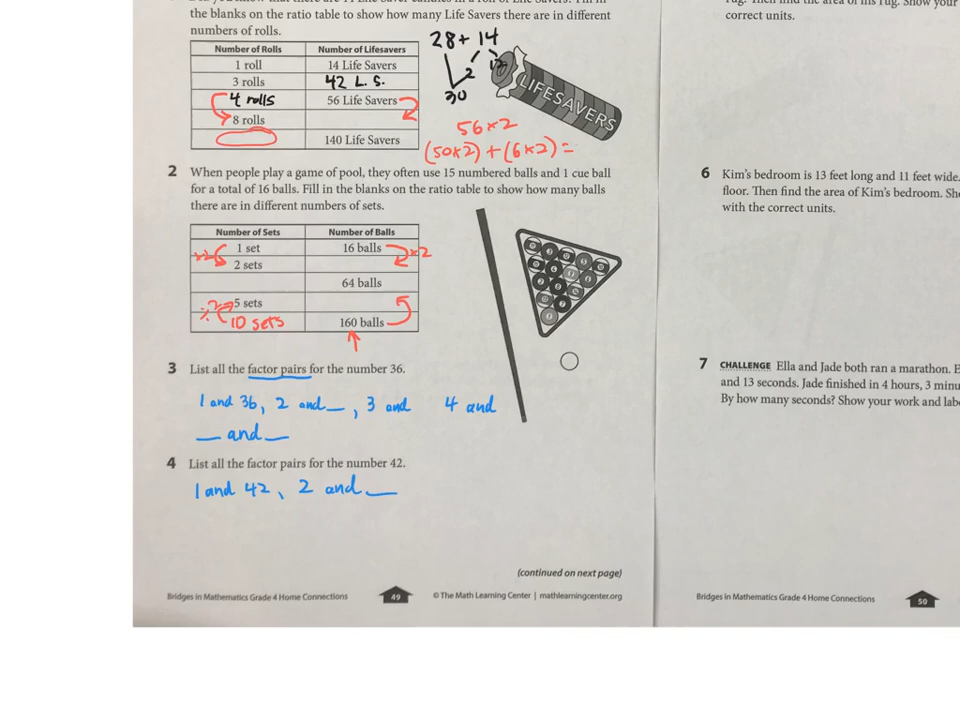 the blanks on the ratio table to show how many Life Savers there are in different
numbers of rolls.
Number of Rolls Number of Lifesavers
1 roll 14 Life Savers
3 rolls 42 L. S.
4 rolls 56 Life Savers
8 rolls
140 Life Savers
28 + 14
2 12
30
LIFESAVERS
56 x 2
(50x2) + (6x2) =
2 When people play a game of pool, they often use 15 numbered balls and 1 cue ball
for a total of 16 balls. Fill in the blanks on the ratio table to show how many balls
there are in different numbers of sets.
Number of Sets Number of Balls
x2 1 set 16 balls x2
2 sets
64 balls
÷2 5 sets
10 sets 160 balls
3 List all the factor pairs for the number 36.
1 and 36, 2 and _, 3 and 4 and
_ and _
4 List all the factor pairs for the number 42.
1 and 42, 2 and _
(continued on next page)
Bridges in Mathematics Grade 4 Home Connections 49 © The Math Learning Center | mathlearningcenter.org
correct units.
6 Kim's bedroom is 13 feet long and 11 feet wide.
floor. Then find the area of Kim's bedroom. Sh
with the correct units.
7 CHALLENGE Ella and Jade both ran a marathon. E
and 13 seconds. Jade finished in 4 hours, 3 minu
By how many seconds? Show your work and lab
Bridges in Mathematics Grade 4 Home Connections 50